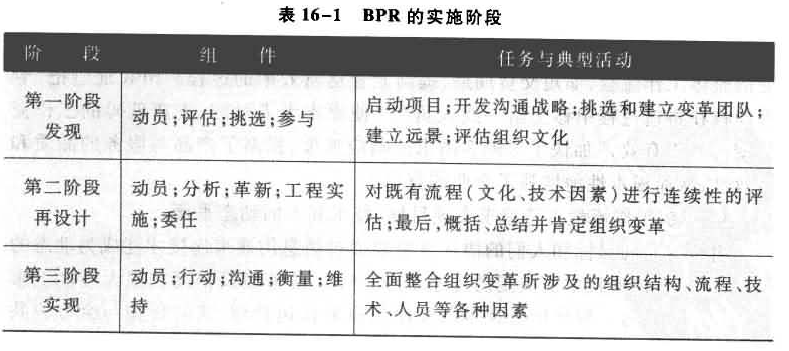 表 16-1 BPR 的实施阶段
阶 段 组 件 任务与典型活动
第一阶段
发现
动员;评估;挑选;参与
启动项目;开发沟通战略;挑选和建立变革团队;
建立远景;评估组织文化
第二阶段
再设计
动员;分析;革新;工程实
施;委任
对既有流程(文化、技术因素)进行连续性的评
估;最后,概括、总结并肯定组织变革
第三阶段
实现
动员;行动;沟通;衡量;维
持
全面整合组织变革所涉及的组织结构、流程、技
术、人员等各种因素